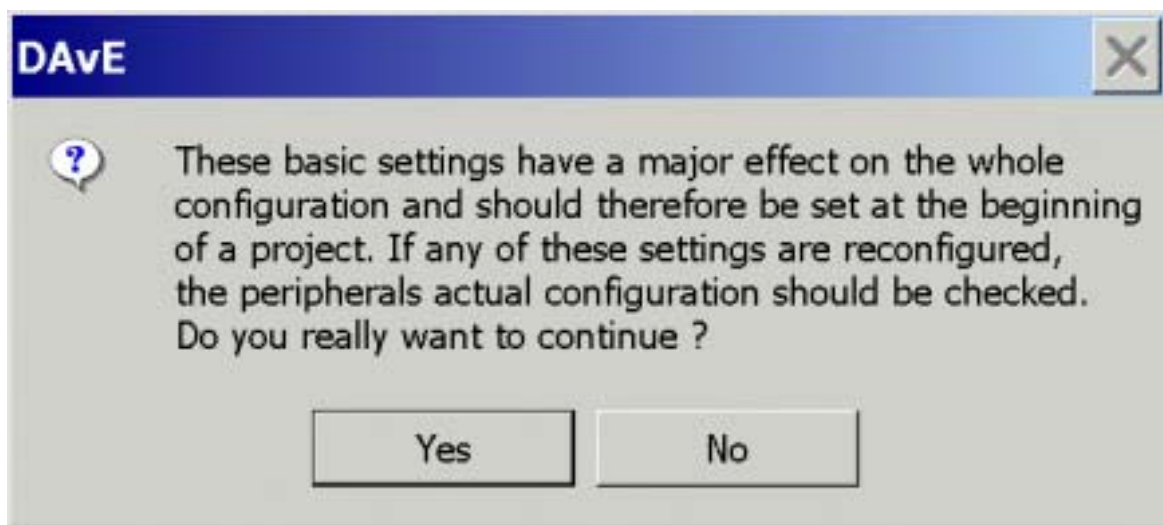 DAvE
?
These basic settings have a major effect on the whole
configuration and should therefore be set at the beginning
of a project. If any of these settings are reconfigured,
the peripherals actual configuration should be checked.
Do you really want to continue ?
Yes No